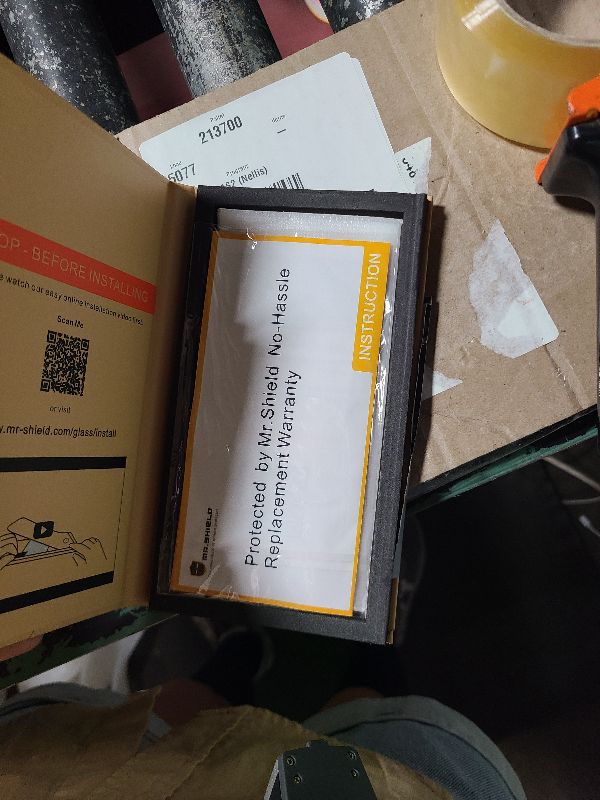 213700
5077
(Nellis)
OP - BEFORE INSTALLING
watch our easy online installation video first
Scan Me
or visit
.mr-shield.com/glass/install
INSTRUCTION
Protected by Mr.Shield No-Hassle
Replacement Warranty
MR.SHIELD